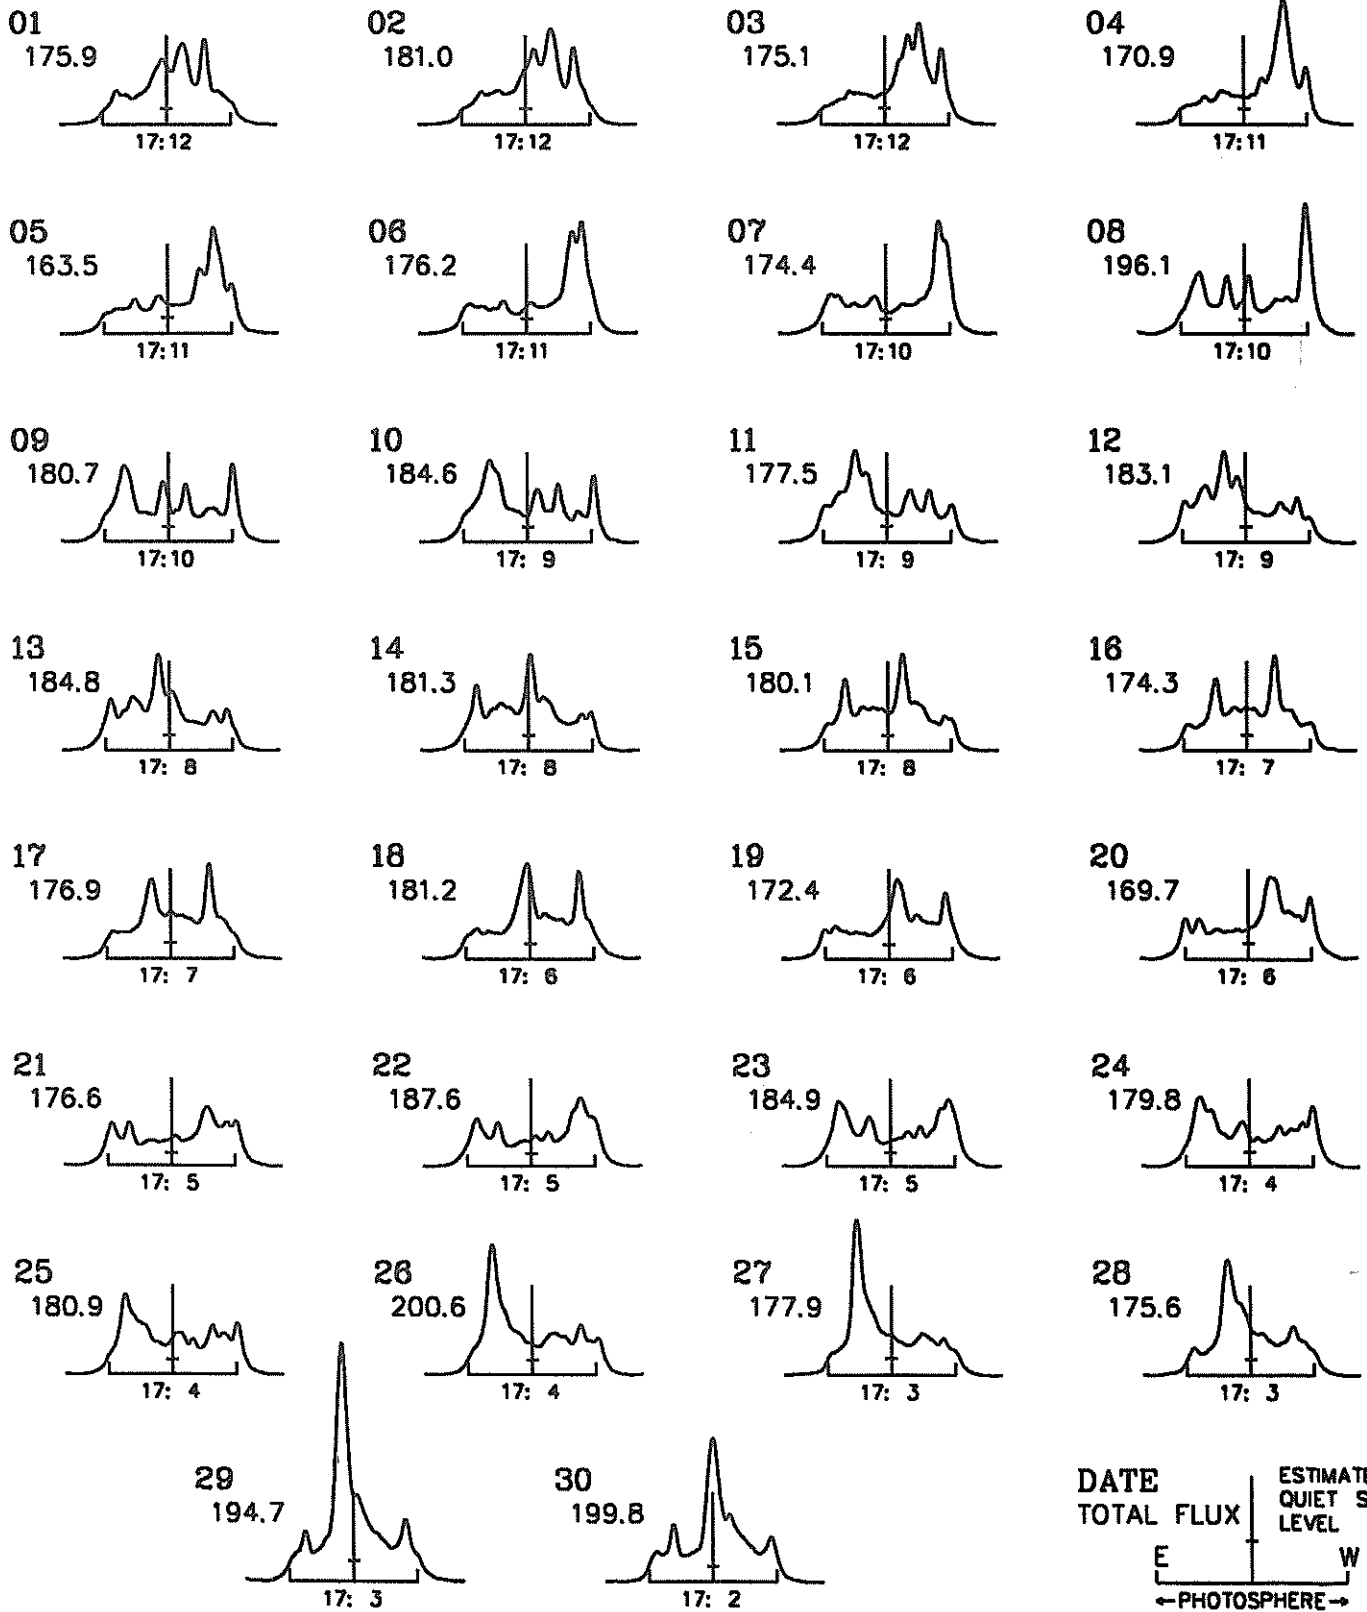 01 02 03 04
175.9 181.0 175.1 170.9
17:12 17:12 17:12 17:11
05 06 07 08
163.5 176.2 174.4 196.1
17:11 17:11 17:10 17:10
09 10 11 12
180.7 184.6 177.5 183.1
17:10 17: 9 17: 9 17: 9
13 14 15 16
184.8 181.3 180.1 174.3
17: 8 17: 8 17: 8 17: 7
17 18 19 20
176.9 181.2 172.4 169.7
17: 7 17: 6 17: 6 17: 6
21 22 23 24
176.6 187.6 184.9 179.8
17: 5 17: 5 17: 5 17: 4
25 26 27 28
180.9 200.6 177.9 175.6
17: 4 17: 4 17: 3 17: 3
29 30
194.7 199.8
17: 3 17: 2
DATE
TOTAL FLUX
ESTIMATE
QUIET S
LEVEL
E W
←PHOTOSPHERE→